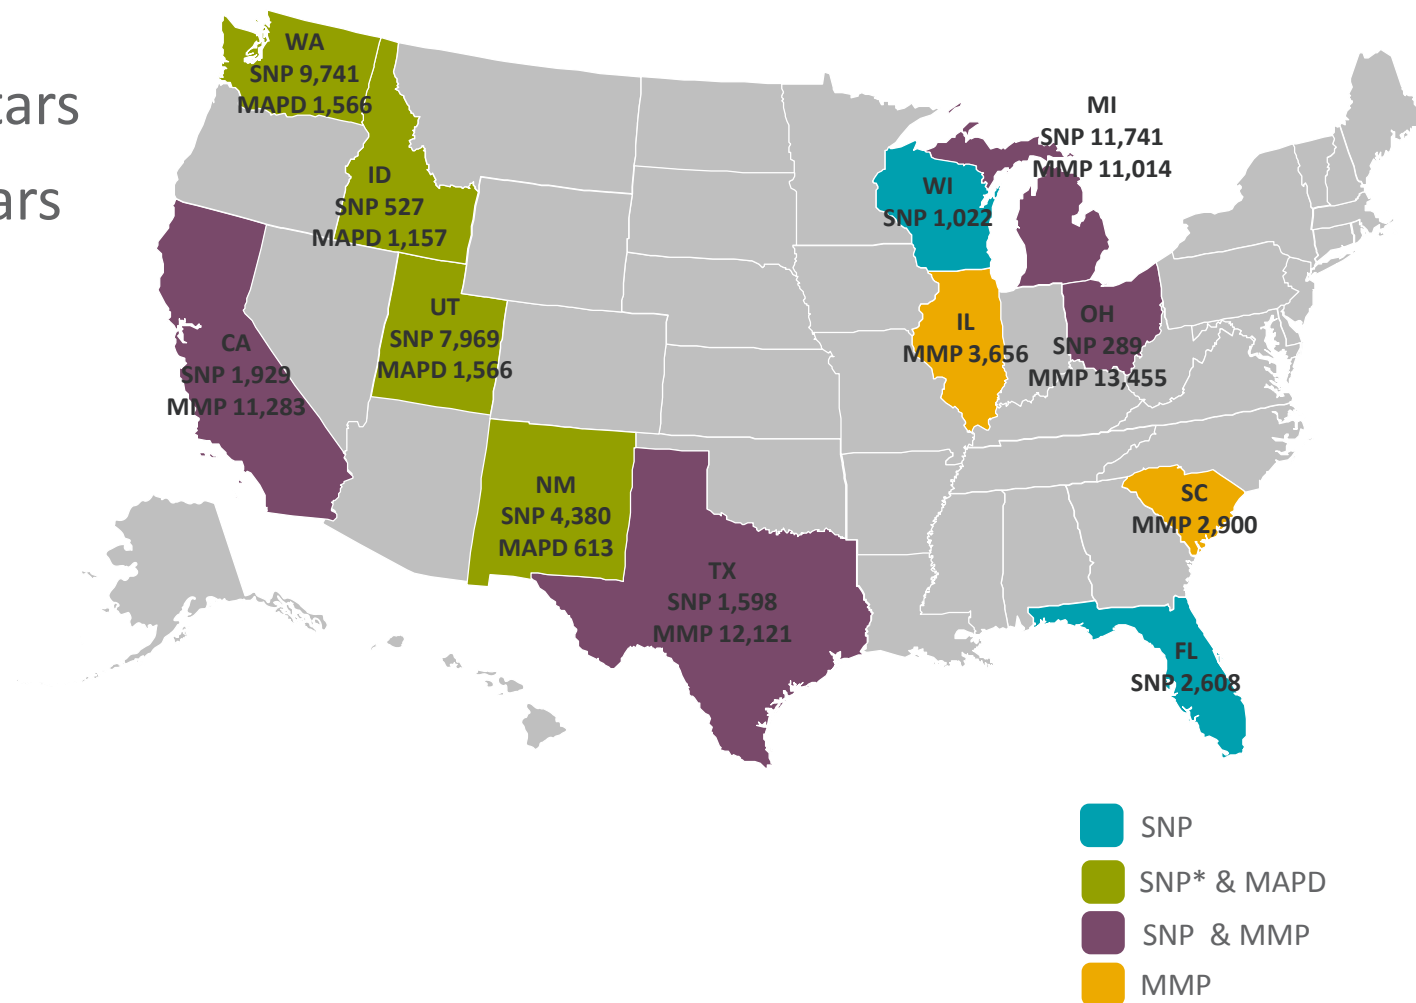 tars
ars
WA
SNP 9,741
MAPD 1,566
ID
SNP 527
MAPD 1,157
UT
SNP 7,969
MAPD 1,566
CA
SNP 1,929
MMP 11,283
NM
SNP 4,380
MAPD 613
TX
SNP 1,598
MMP 12,121
MI
SNP 11,741
MMP 11,014
WI
SNP 1,022
IL
MMP 3,656
OH
SNP 289
MMP 13,455
SC
MMP 2,900
FL
SNP 2,608
SNP
SNP* & MAPD
SNP & MMP
MMP